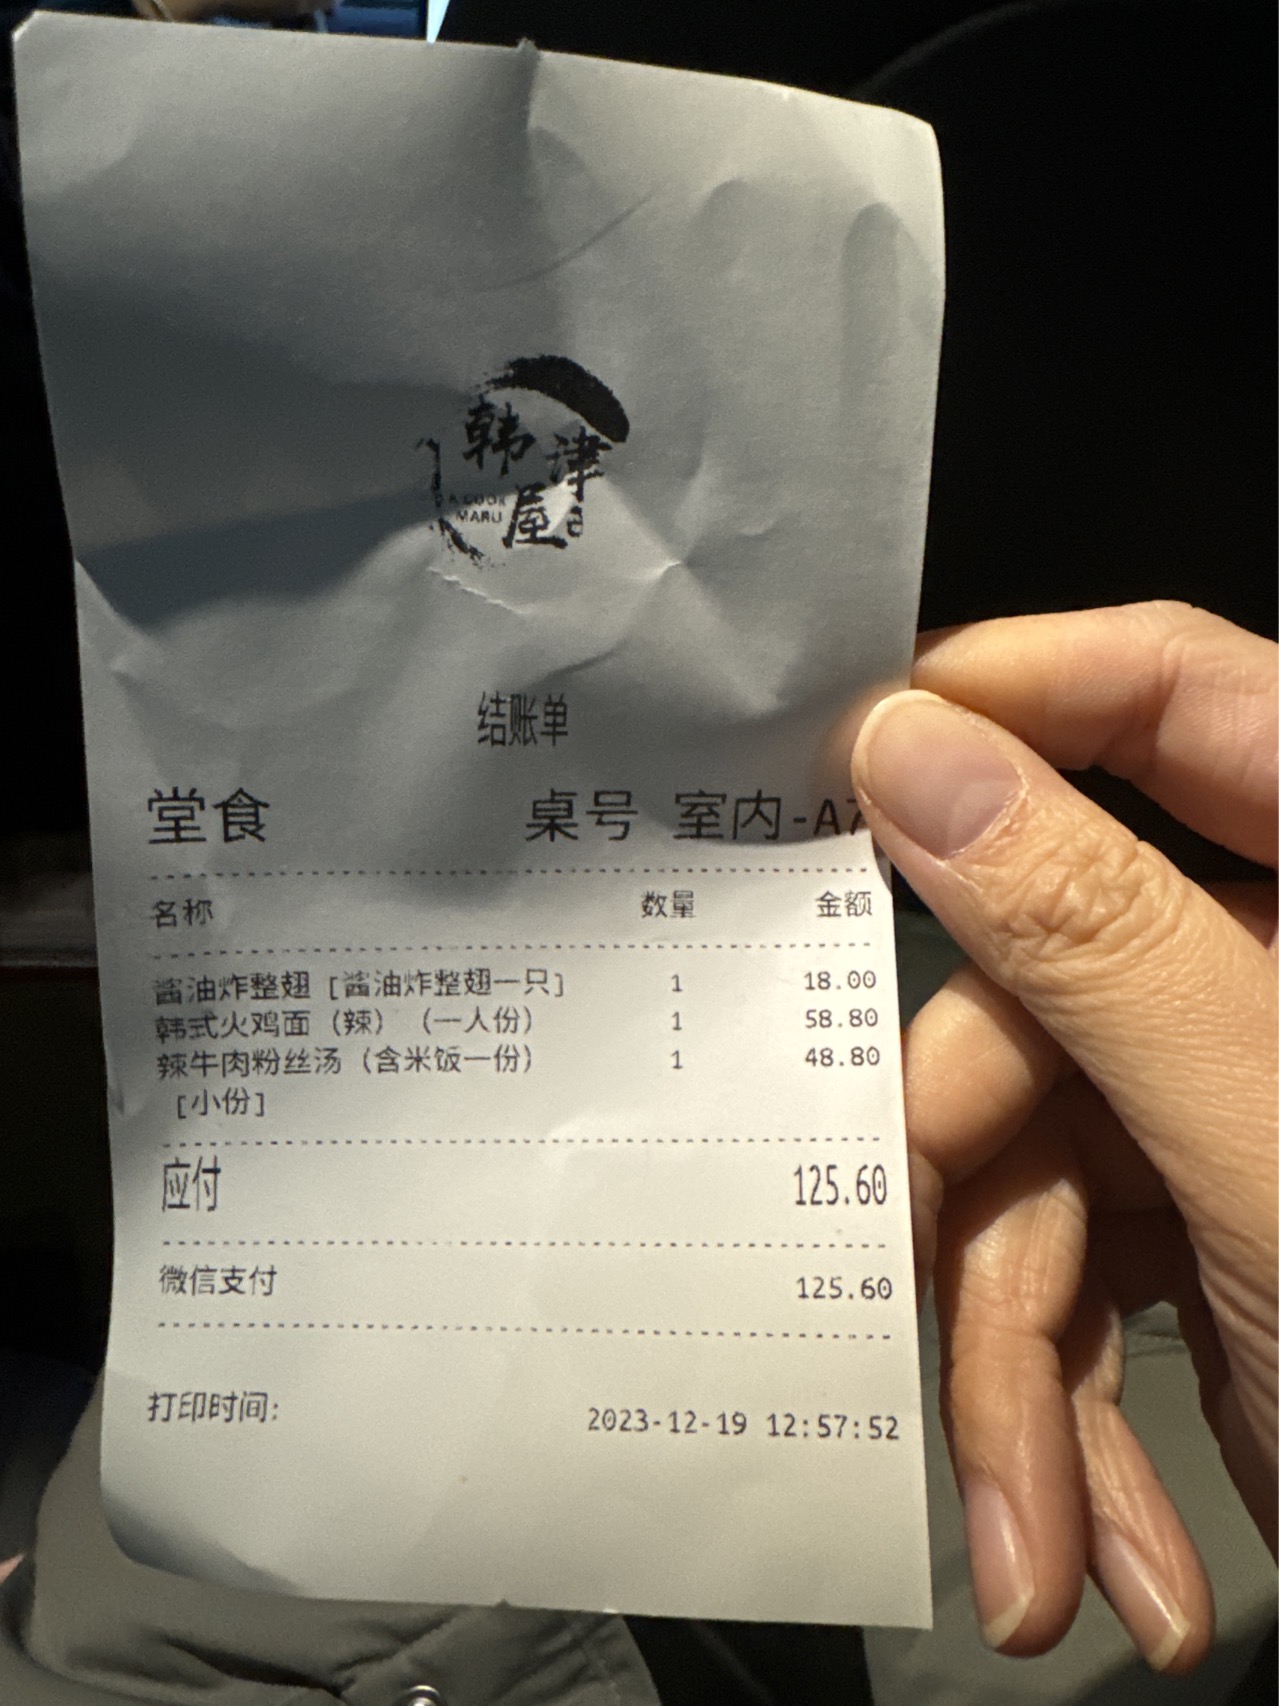 韩津
屋
MARU
结账单
堂食 桌号 室内-A7
名称 数量 金额
酱油炸整翅 [酱油炸整翅一只] 1 18.00
韩式火鸡面（辣）（一人份） 1 58.80
辣牛肉粉丝汤（含米饭一份） 1 48.80
[小份]
应付 125.60
微信支付 125.60
打印时间: 2023-12-19 12:57:52